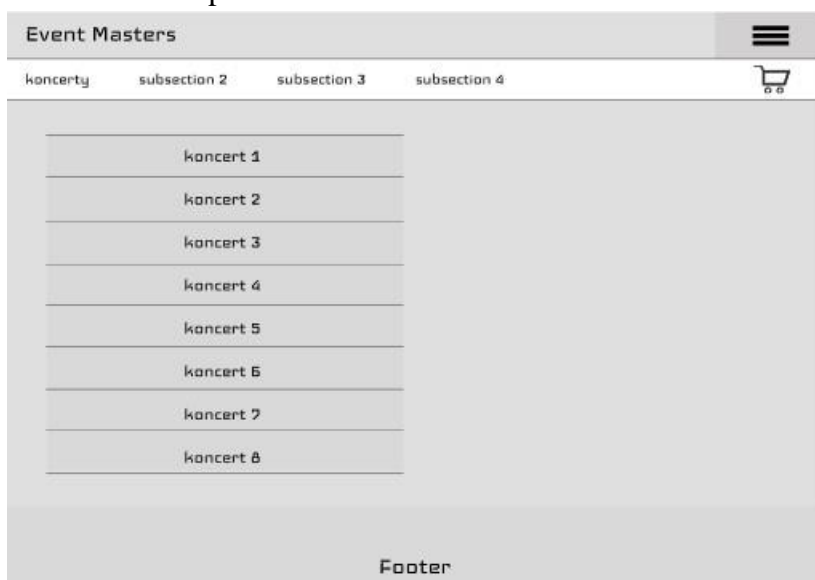 Event Masters
koncerty subsection 2 subsection 3 subsection 4
koncert 1
koncert 2
koncert 3
koncert 4
koncert 5
koncert 6
koncert 7
koncert 8
Footer